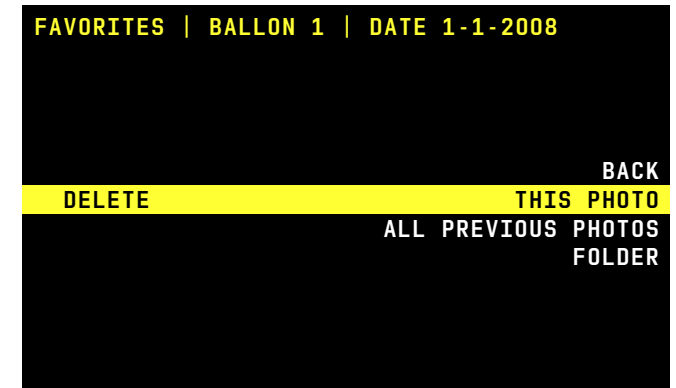 FAVORITES | BALLON 1 | DATE 1-1-2008
BACK
DELETE THIS PHOTO
ALL PREVIOUS PHOTOS
FOLDER